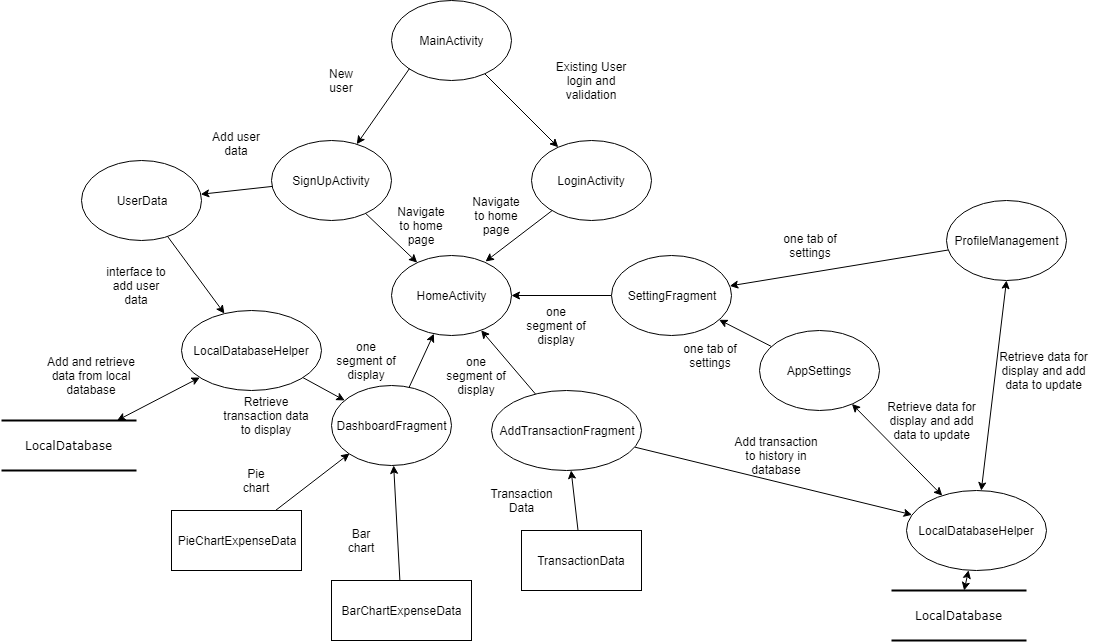 MainActivity
New
user
Existing User
login and
validation
Add user
data
SignUpActivity
LoginActivity
UserData
Navigate
to home
page
Navigate
to home
page
ProfileManagement
one tab of
settings
interface to
add user
data
HomeActivity
SettingFragment
one
segment of
display
LocalDatabaseHelper
one
segment of
display
one
segment of
display
one tab of
settings
AppSettings
Retrieve data for
display and add
data to update
Add and retrieve
data from local
database
Retrieve
transaction data
to display
Retrieve data for
display and add
data to update
LocalDatabase
DashboardFragment
AddTransactionFragment
Add transaction
to history in
database
Pie
chart
Transaction
Data
PieChartExpenseData
Bar
chart
LocalDatabaseHelper
TransactionData
BarChartExpenseData
LocalDatabase